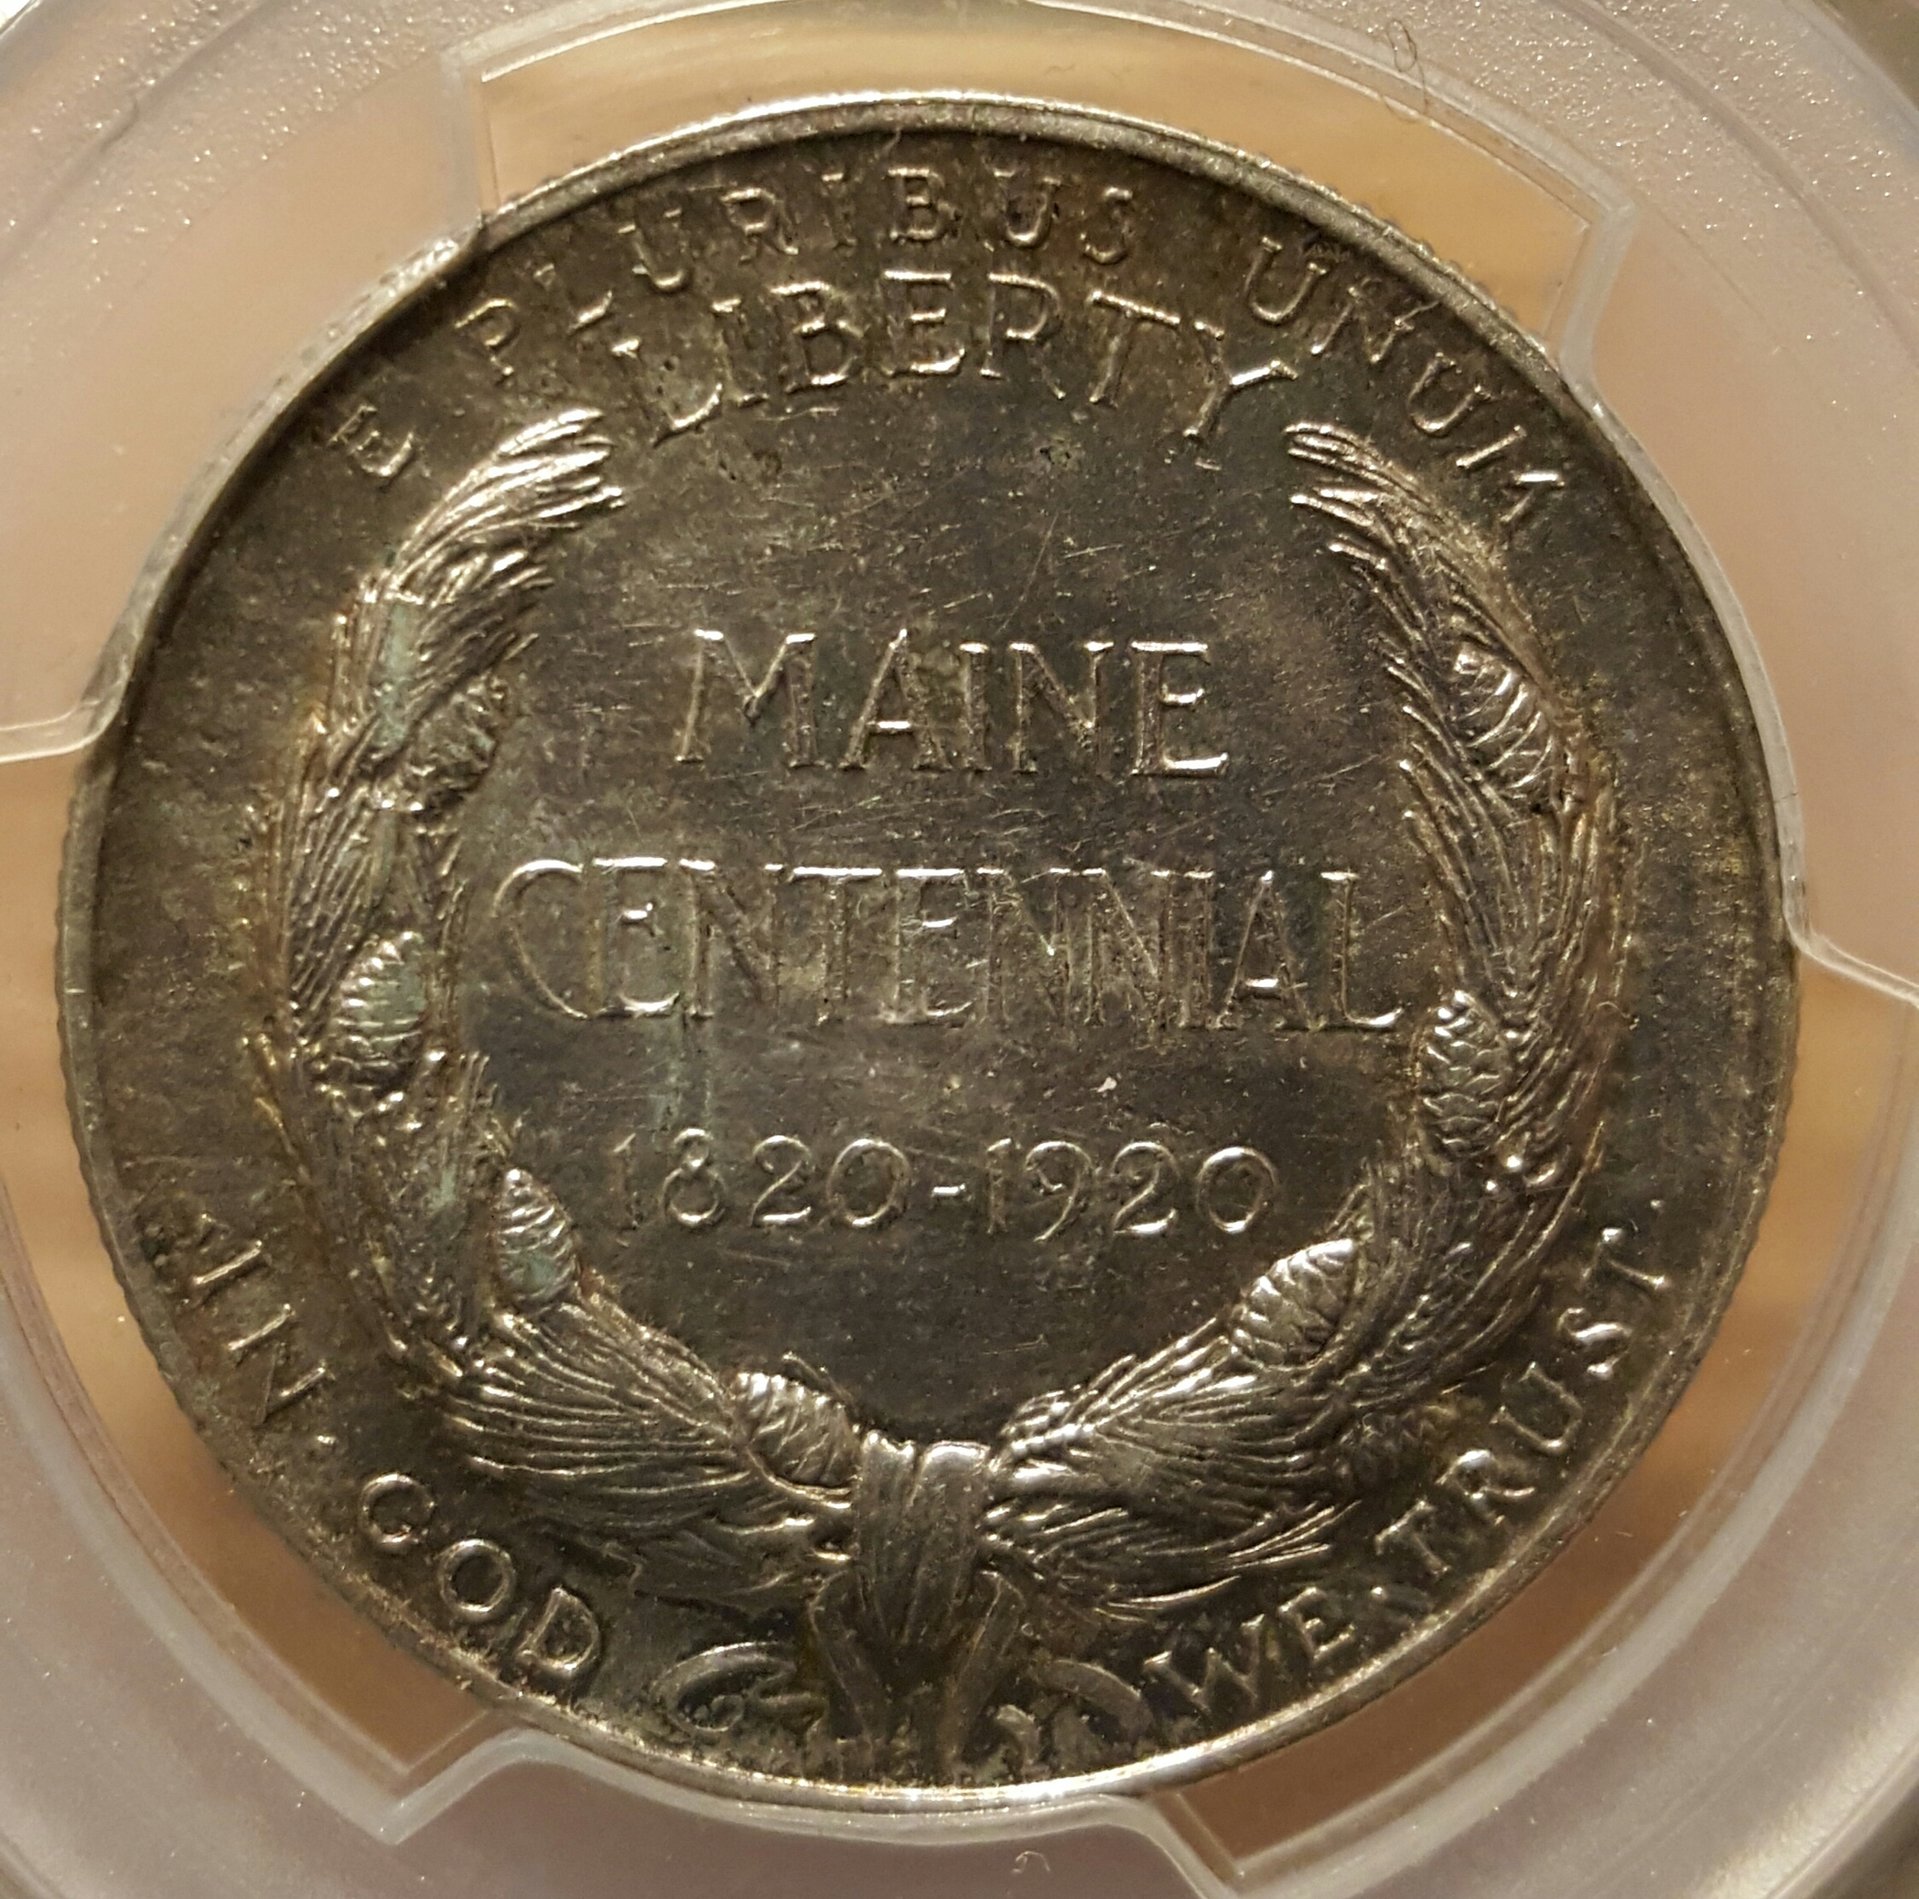 E PLURIBUS UNUM
LIBERTY
MAINE
CENTENNIAL
1820-1920
IN·GOD WE·TRUST·